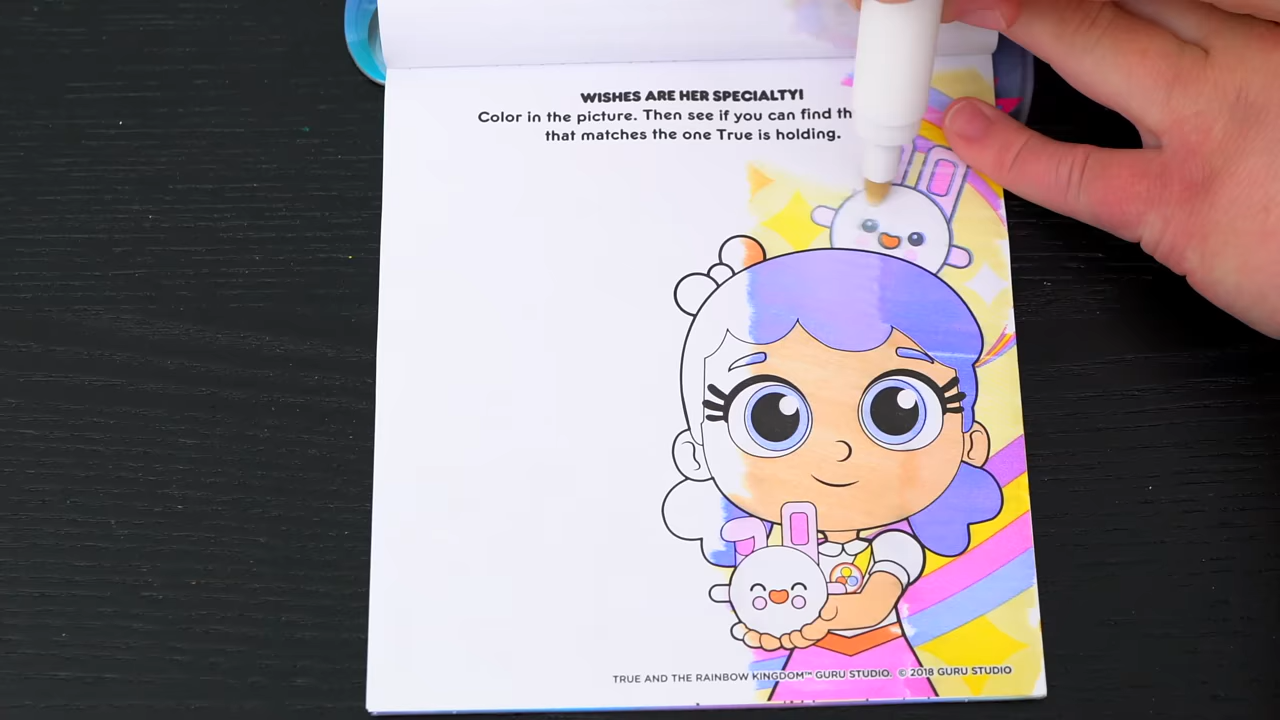 WISHES ARE HER SPECIALTY!
Color in the picture. Then see if you can find
that matches the one True is holding.
TRUE AND THE RAINBOW KINGDOM™ GURU STUDIO. © 2018 GURU STUDIO